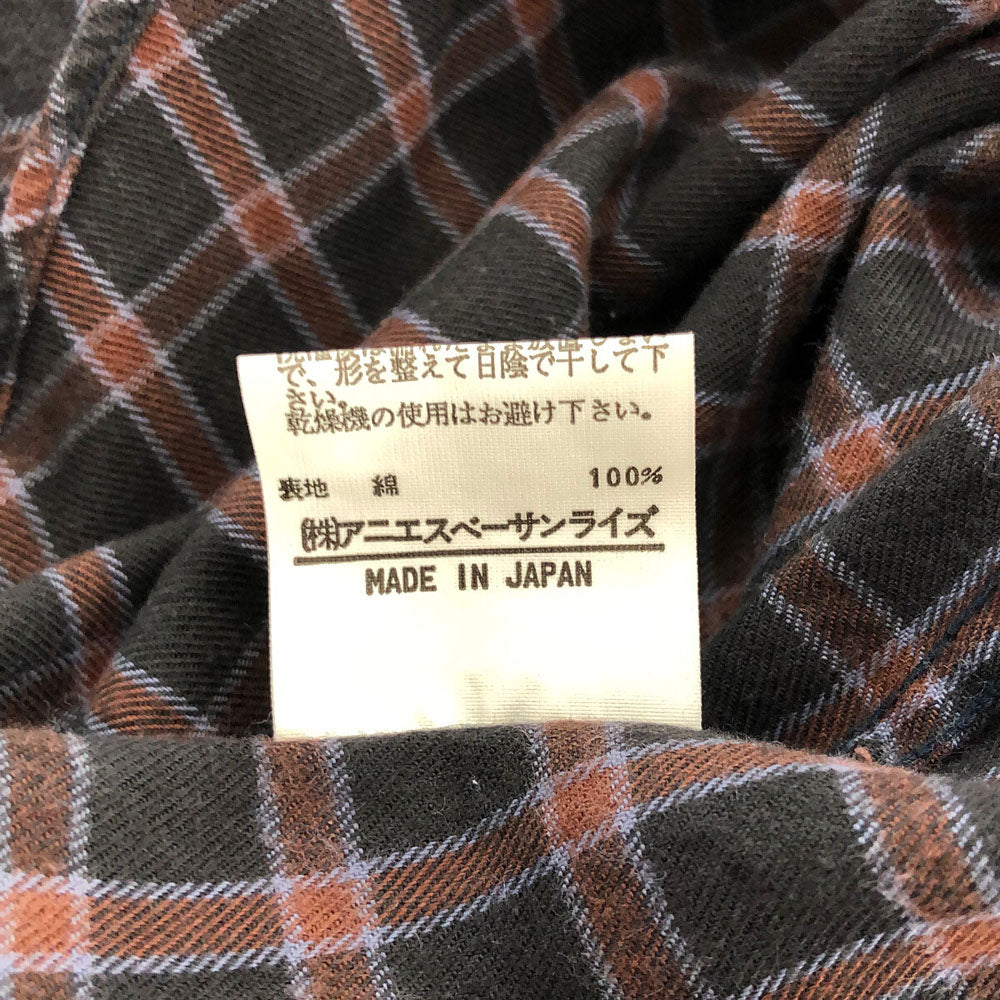 で、形を整えて日陰で干して下
さい。
乾燥機の使用はお避け下さい。
表地 綿 100%
(株)アニエスベーサンライズ
MADE IN JAPAN